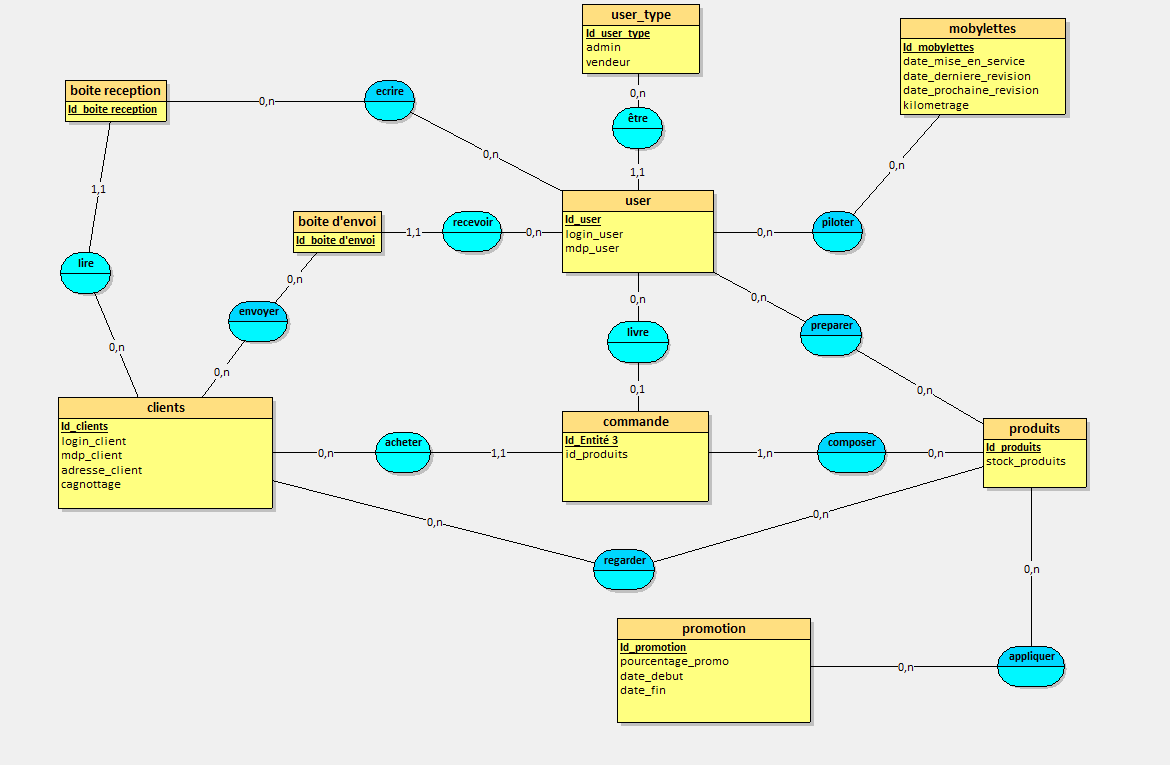 user_type
Id_user_type
admin
vendeur
mobylettes
Id_mobylettes
date_mise_en_service
date_derniere_revision
date_prochaine_revision
kilometrage
boite reception
Id_boite reception
0,n
ecrire
0,n
être
0,n
1,1
0,n
1,1
user
Id_user
login_user
mdp_user
boite d'envoi
Id_boite d'envoi
1,1
recevoir
0,n
0,n
piloter
lire
0,n
envoyer
0,n
0,n
livre
0,n
preparer
0,n
0,n
0,1
0,n
clients
Id_clients
login_client
mdp_client
adresse_client
cagnottage
0,n
acheter
1,1
commande
Id_Entité 3
id_produits
1,n
composer
0,n
produits
Id_produits
stock_produits
0,n
0,n
regarder
0,n
promotion
Id_promotion
pourcentage_promo
date_debut
date_fin
0,n
appliquer